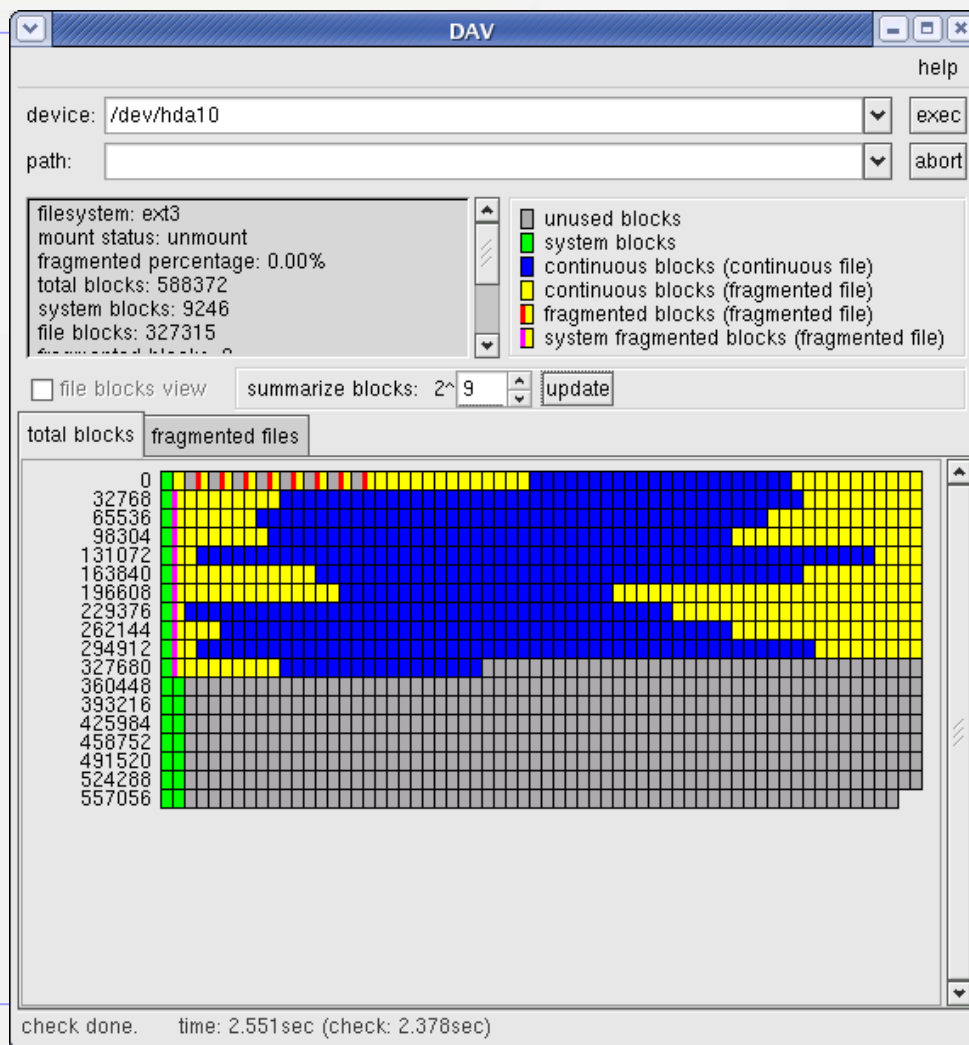 DAV
help
device: /dev/hda10 exec
path: abort
filesystem: ext3
mount status: unmount
fragmented percentage: 0.00%
total blocks: 588372
system blocks: 9246
file blocks: 327315
unused blocks
system blocks
continuous blocks (continuous file)
continuous blocks (fragmented file)
fragmented blocks (fragmented file)
system fragmented blocks (fragmented file)
file blocks view summarize blocks: 2^ 9 update
total blocks fragmented files
0
32768
65536
98304
131072
163840
196608
229376
262144
294912
327680
360448
393216
425984
458752
491520
524288
557056
check done. time: 2.551sec (check: 2.378sec)